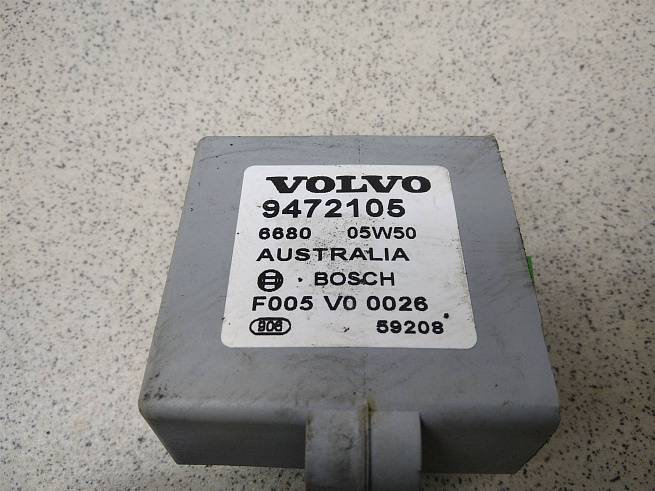 VOLVO
9472105
6680 05W50
AUSTRALIA
BOSCH
F005 V0 0026
906 59208